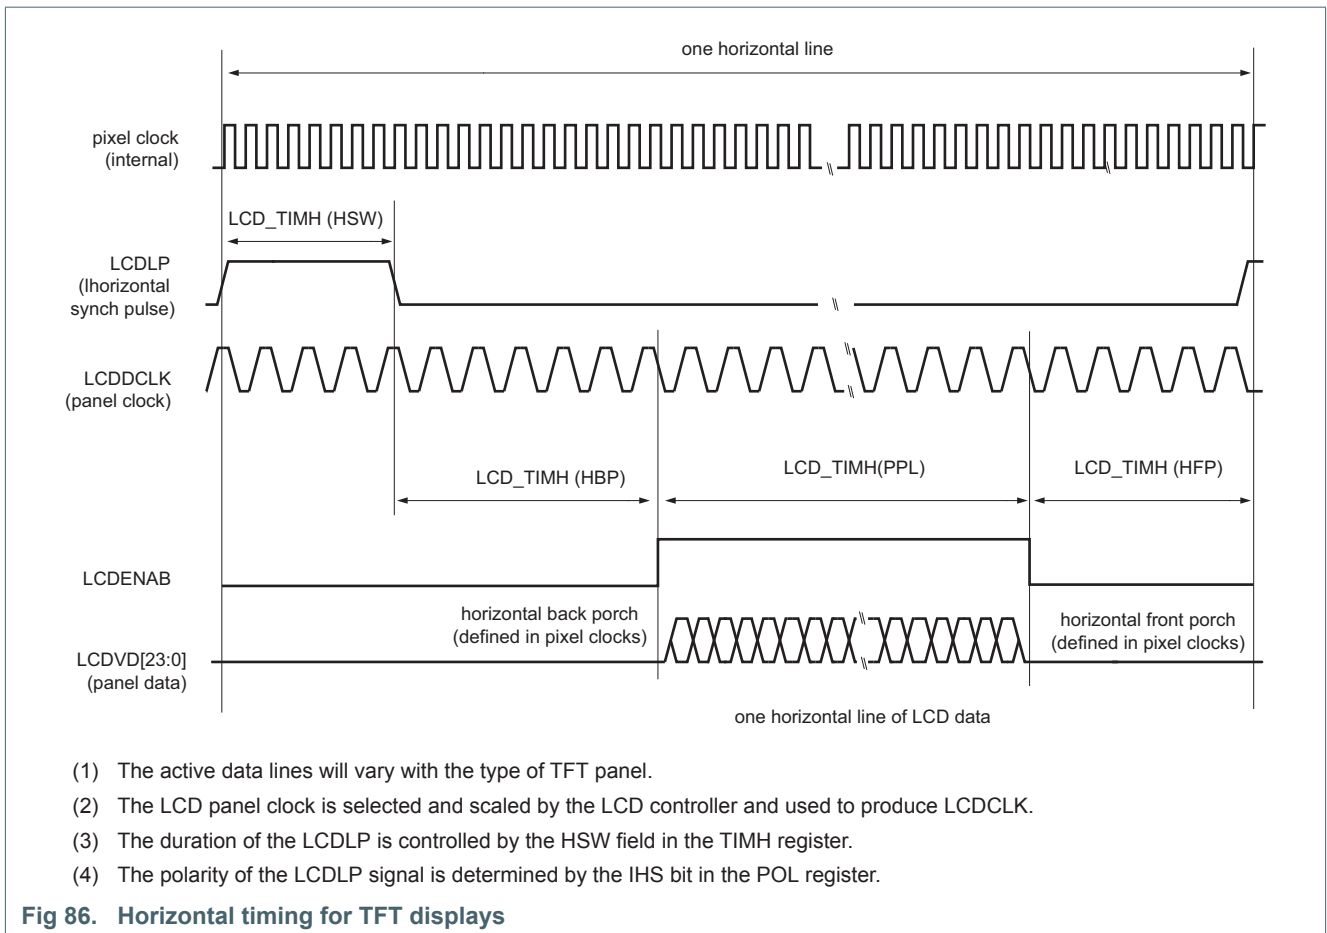 one horizontal line
pixel clock
(internal)
LCD_TIMH (HSW)
LCDLP
(lhorizontal
synch pulse)
LCDDCLK
(panel clock)
LCD_TIMH (HBP)
LCD_TIMH(PPL)
LCD_TIMH (HFP)
LCDENAB
horizontal back porch
(defined in pixel clocks)
horizontal front porch
(defined in pixel clocks)
LCDVD[23:0]
(panel data)
one horizontal line of LCD data
(1) The active data lines will vary with the type of TFT panel.
(2) The LCD panel clock is selected and scaled by the LCD controller and used to produce LCDCLK.
(3) The duration of the LCDLP is controlled by the HSW field in the TIMH register.
(4) The polarity of the LCDLP signal is determined by the IHS bit in the POL register.
Fig 86. Horizontal timing for TFT displays